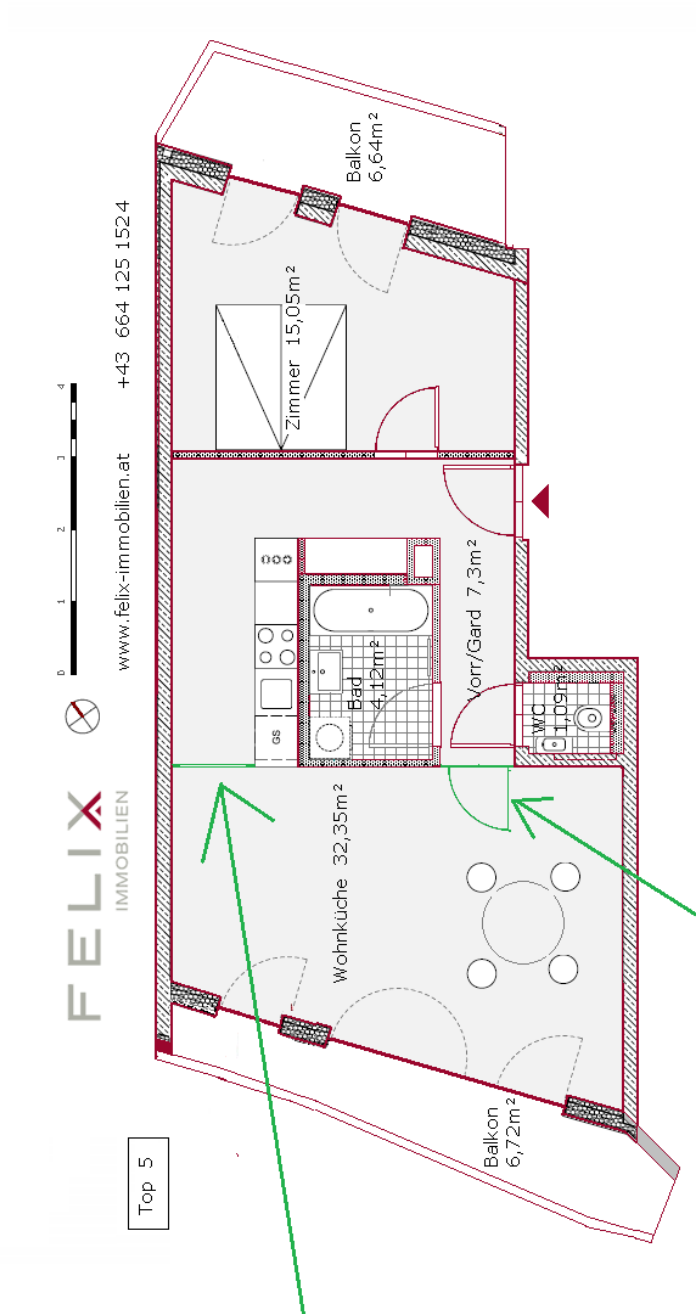 Balkon
6,64m²
+43 664 125 1524
www.felix-immobilien.at
Zimmer 15,05m²
0 1 2 3 4
Vorr/Gard 7,3m²
Bad
4,12m²
WC
1,09m²
GS
FELIX
IMMOBILIEN
Wohnküche 32,35m²
Balkon
6,72m²
Top 5